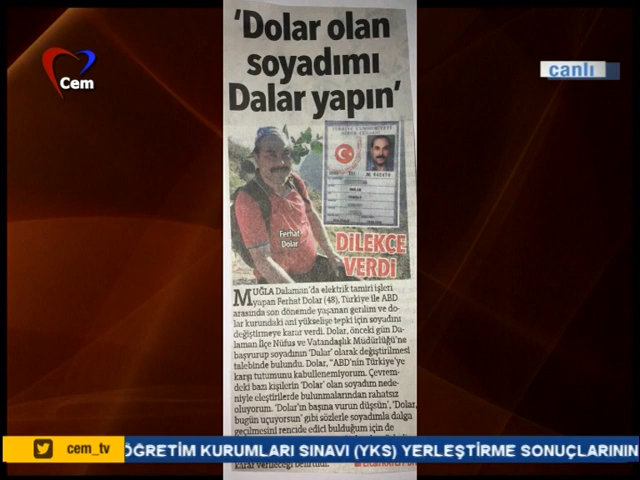 'Dolar olan
soyadımı
Dalar yapın'
Cem
canlı
TÜRKİYE CUMHURİYETİ
Ferhat
Dolar
DİLEKÇE
VERDİ
MUĞLA Dalaman'da elektrik tamiri işleri
yapan Ferhat Dolar (48), Türkiye ile ABD
arasında son dönemde yaşanan gerilim ve do-
lar kurundaki ani yükselişe tepki için soyadını
değiştirmeye karar verdi. Dolar, önceki gün Da-
laman İlçe Nüfus ve Vatandaşlık Müdürlüğü'ne
başvurup soyadının 'Dalar' olarak değiştirilmesi
talebinde bulundu. Dolar, "ABD'nin Türkiye'ye
karşı tutumunu kabullenemiyorum. Çevrem-
deki bazı kişilerin 'Dolar' olan soyadım nede-
niyle eleştirilerde bulunmalarından rahatsız
oluyorum. 'Dolar'ın başına vurun düşsün', 'Dolar,
bugün uçuyorsun' gibi sözlerle soyadımla dalga
geçilmesini rencide edici bulduğum için de
cem_tv ÖĞRETİM KURUMLARI SINAVI (YKS) YERLEŞTİRME SONUÇLARININ